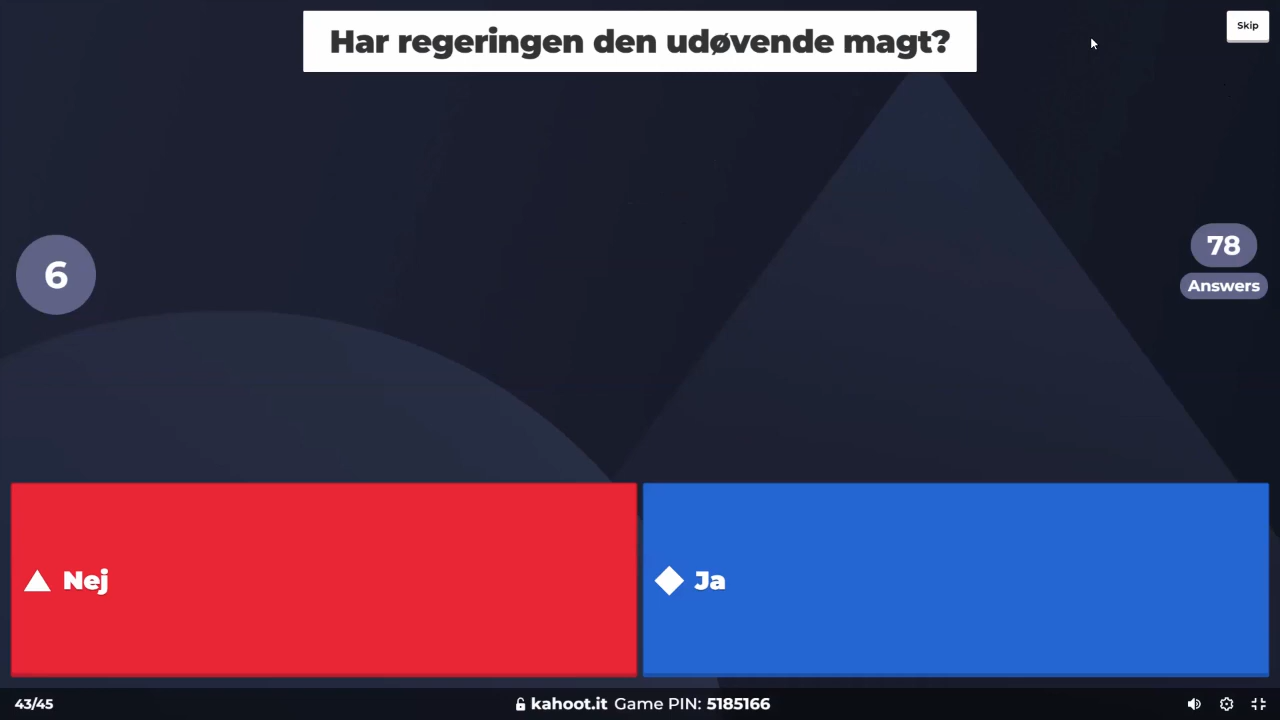 Har regeringen den udøvende magt?
Skip
6
78
Answers
Nej
Ja
43/45
kahoot.it Game PIN: 5185166